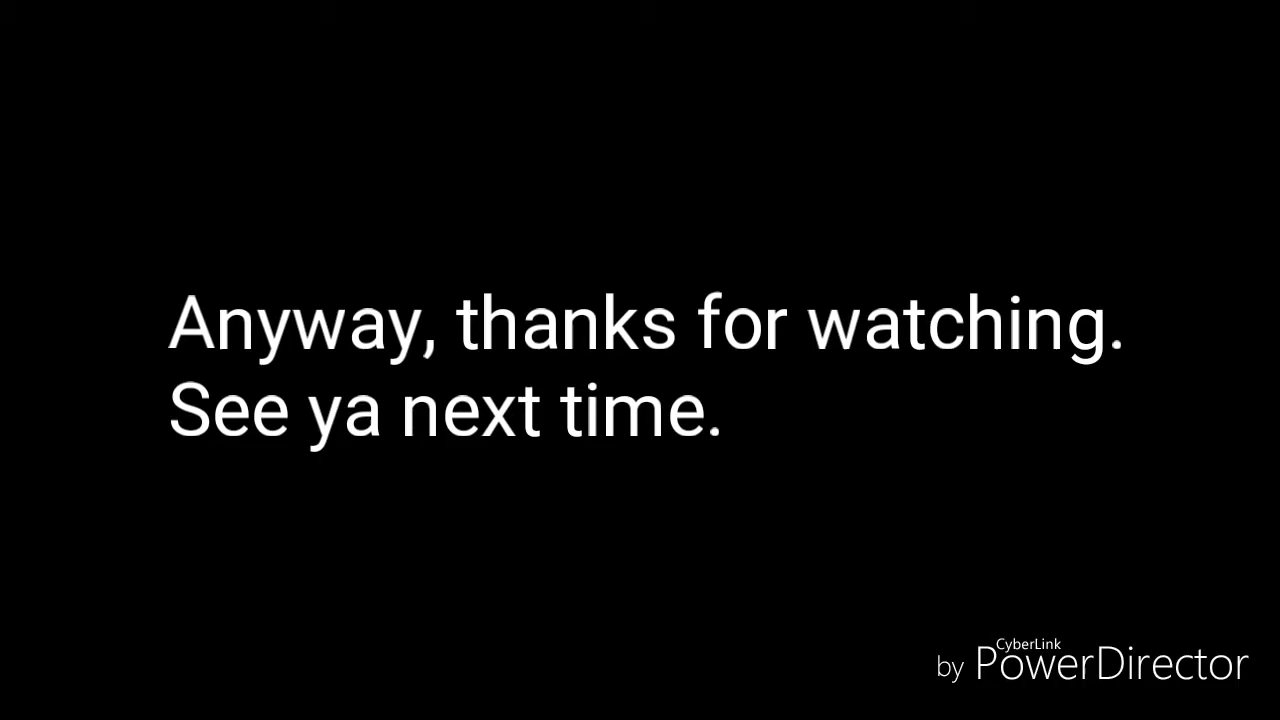 Anyway, thanks for watching.
See ya next time.
CyberLink
by PowerDirector